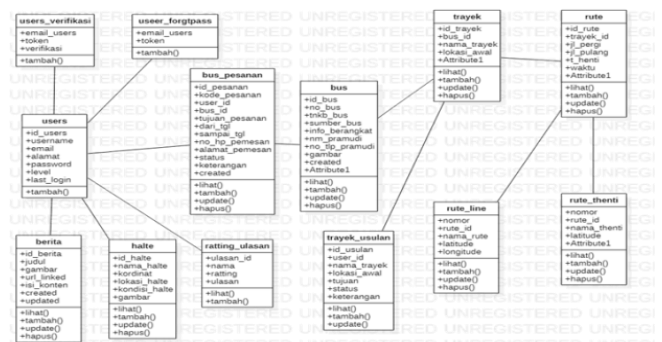 users_verifikasi
+email_users
+token
+verifikasi
+tambah()
useer_forgtpass
+email_users
+token
+tambah()
bus_pesanan
+id_pesanan
+kode_pesanan
+user_id
+bus_id
+tujuan_pesanan
+dari_tgl
+sampai_tgl
+no_hp_pemesan
+alamat_pemesan
+status
+keterangan
+created
+lihat()
+tambah()
+update()
+hapus()
bus
+id_bus
+no_bus
+tnkb_bus
+sumber_bus
+info_berangkat
+nm_pramudi
+no_tlp_pramudi
+gambar
+created
+Attribute1
+lihat()
+tambah()
+update()
+hapus()
trayek
+id_trayek
+bus_id
+nama_trayek
+lokasi_awal
+Attribute1
+lihat()
+tambah()
+update()
+hapus()
rute
+id_rute
+trayek_id
+jl_pergi
+jl_pulang
+t_henti
+waktu
+Attribute1
+lihat()
+tambah()
+update()
+hapus()
users
+id_users
+username
+email
+alamat
+password
+level
+last_login
+tambah()
berita
+id_berita
+judul
+gambar
+url_linked
+isi_konten
+created
+updated
+lihat()
+tambah()
+update()
+hapus()
halte
+id_halte
+nama_halte
+kordinat
+lokasi_halte
+kondisi_halte
+gambar
+lihat()
+tambah()
+update()
+hapus()
ratting_ulasan
+ulasan_id
+nama
+ratting
+ulasan
+lihat()
+tambah()
trayek_usulan
+id_usulan
+user_id
+nama_trayek
+lokasi_awal
+tujuan
+status
+keterangan
+lihat()
+tambah()
+update()
+hapus()
rute_line
+nomor
+rute_id
+nama_rute
+latitude
+longitude
+lihat()
+tambah()
+update()
+hapus()
rute_thenti
+nomor
+rute_id
+nama_thenti
+latitude
+Attribute1
+lihat()
+tambah()
+update()
+hapus()
UNREGISTERED